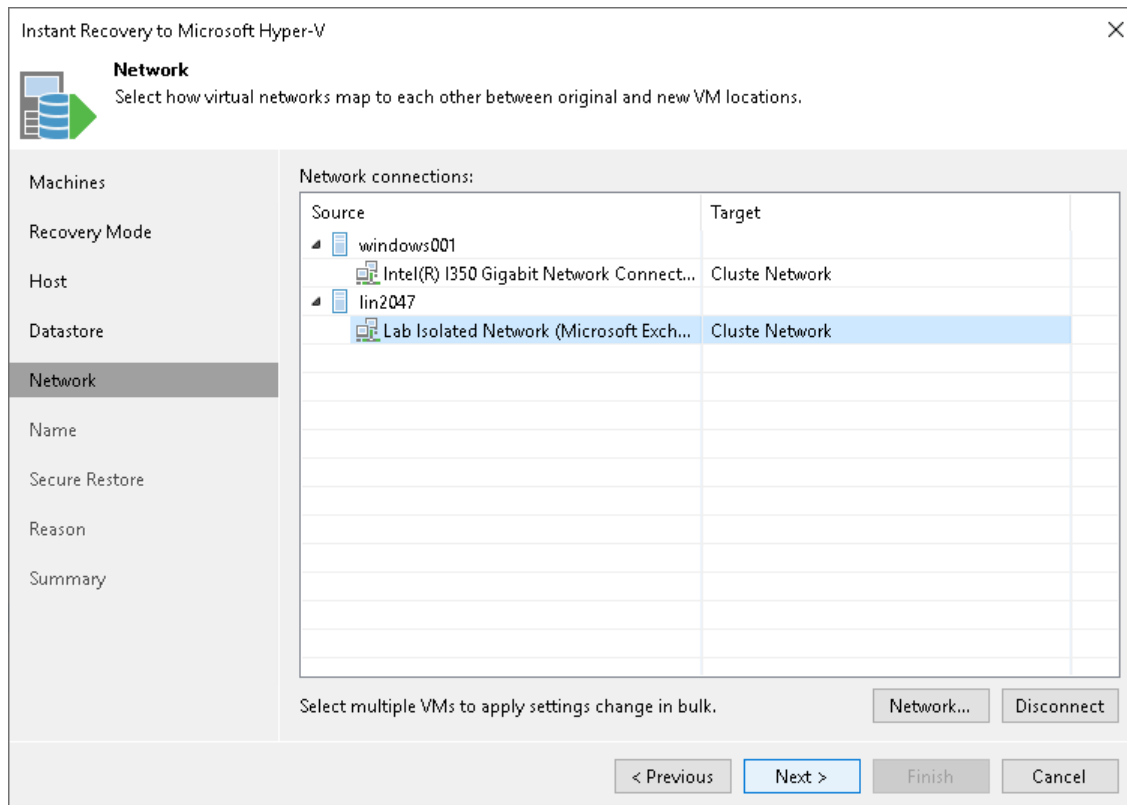 Instant Recovery to Microsoft Hyper-V
Network
Select how virtual networks map to each other between original and new VM locations.
Machines
Recovery Mode
Host
Datastore
Network
Name
Secure Restore
Reason
Summary
Network connections:
Source Target
windows001
Intel(R) I350 Gigabit Network Connect... Cluste Network
lin2047
Lab Isolated Network (Microsoft Exch... Cluste Network
Select multiple VMs to apply settings change in bulk. Network... Disconnect
< Previous Next > Finish Cancel